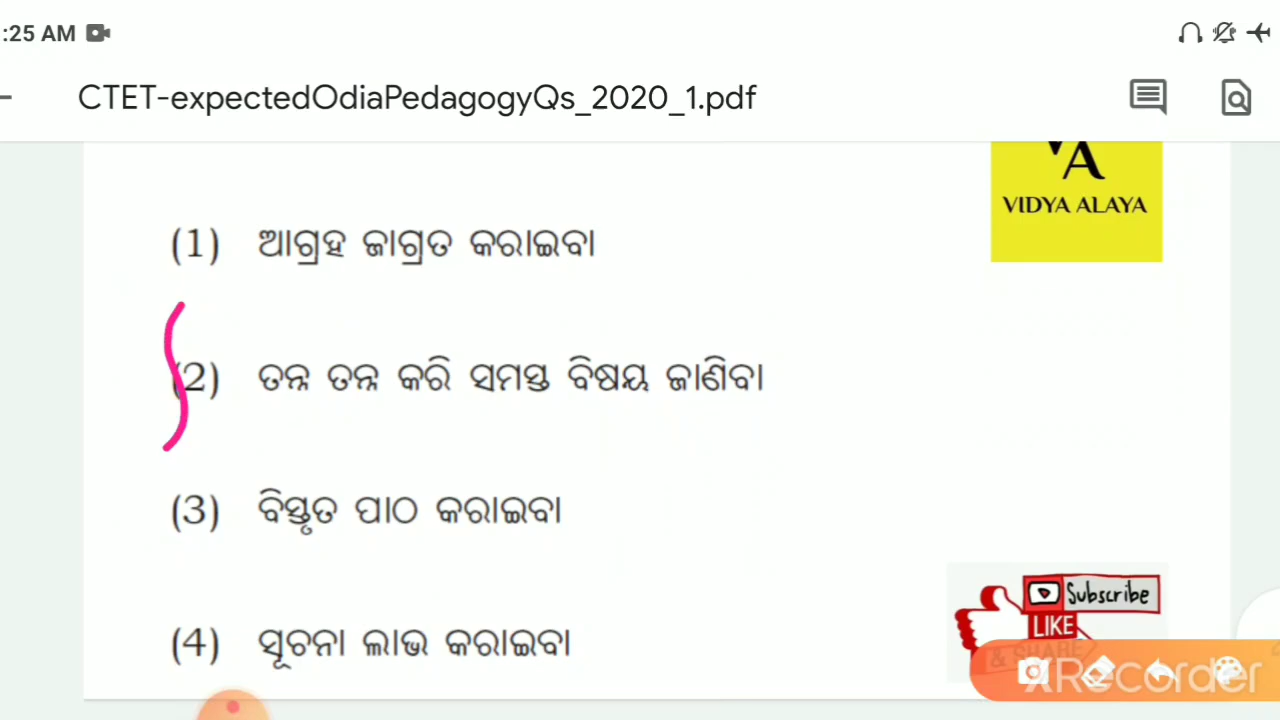 :25 AM
CTET-expectedOdiaPedagogyQs_2020_1.pdf
A
VIDYA ALAYA
(1) ଆଗ୍ରହ ଜାଗ୍ରତ କରାଇବା
(2) ତନ୍ନ ତନ୍ନ କରି ସମସ୍ତ ବିଷୟ ଜାଣିବା
(3) ବିସ୍ତୃତ ପାଠ କରାଇବା
(4) ସୂଚନା ଲାଭ କରାଇବା
Subscribe
LIKE
& SHARE
XRecorder